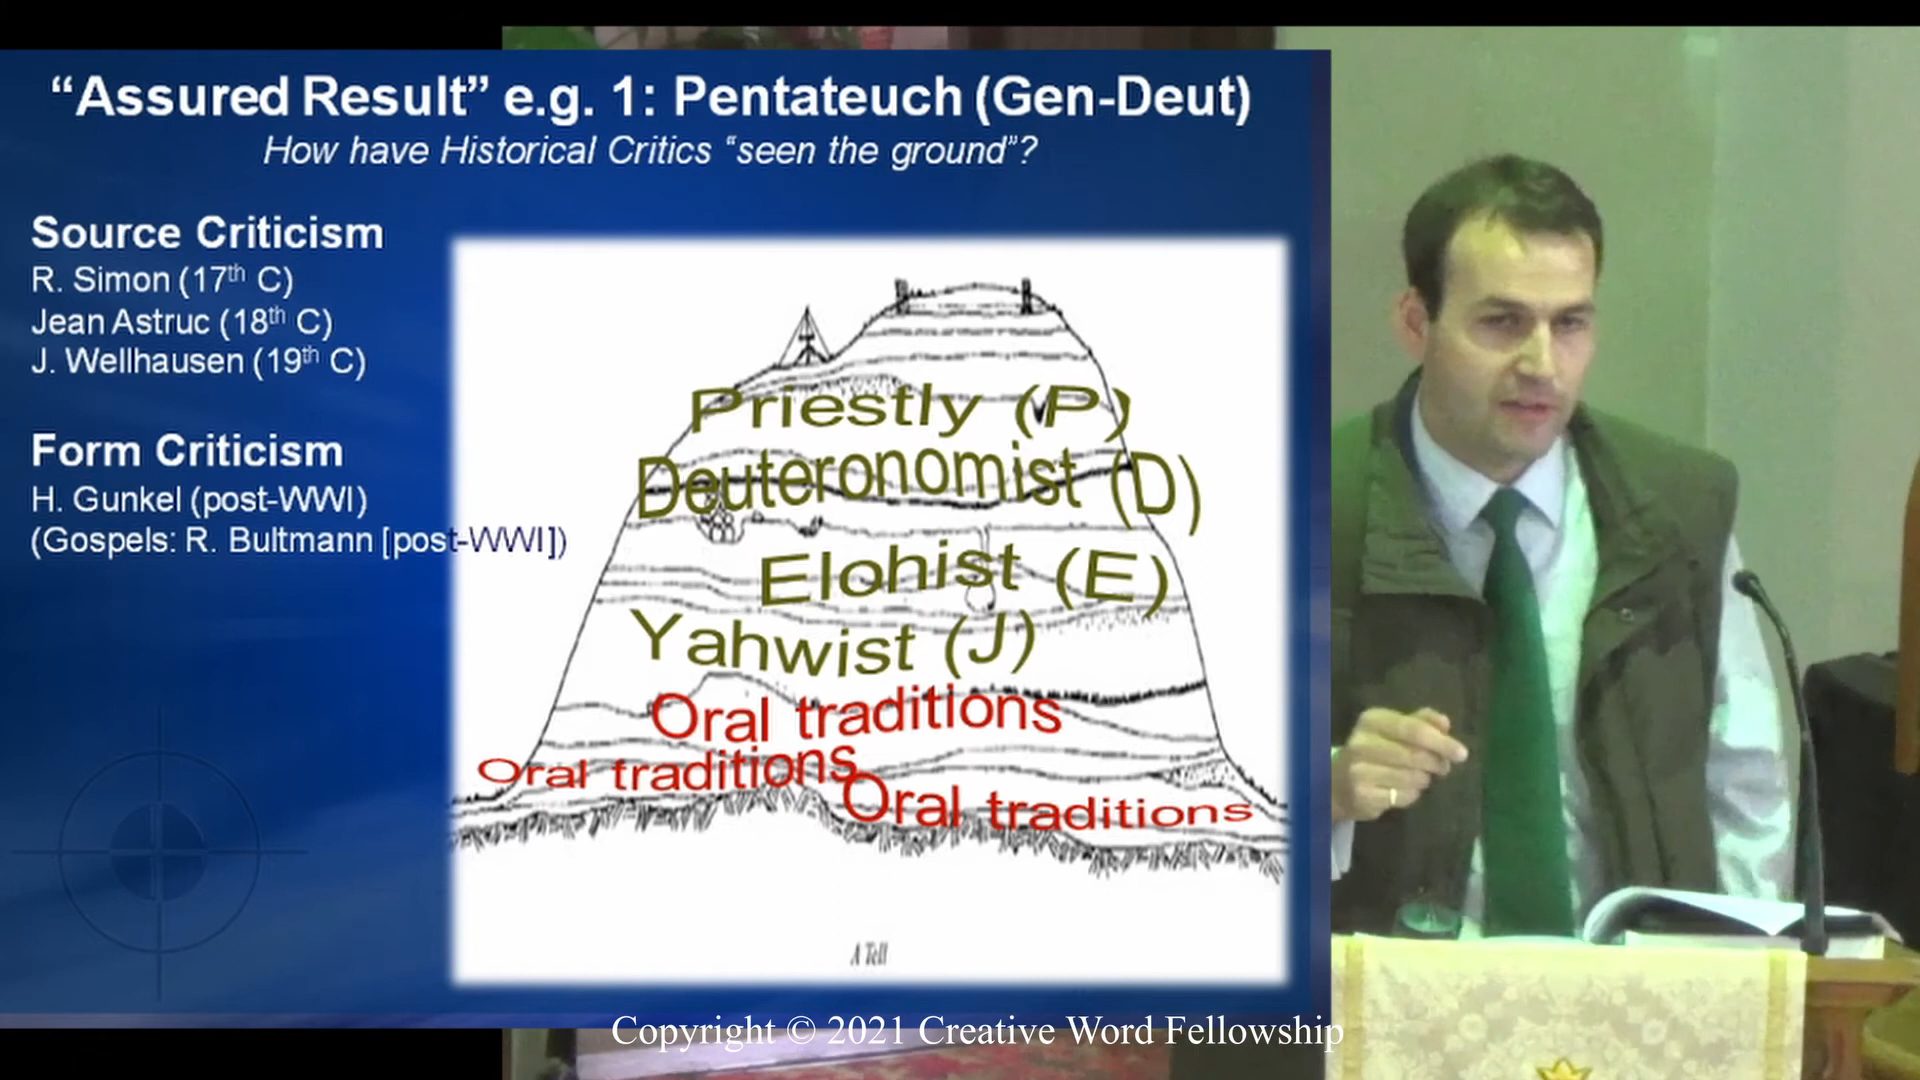 “Assured Result” e.g. 1: Pentateuch (Gen-Deut)
How have Historical Critics “seen the ground”?
Source Criticism
R. Simon (17th C)
Jean Astruc (18th C)
J. Wellhausen (19th C)
Form Criticism
H. Gunkel (post-WWI)
(Gospels: R. Bultmann [post-WWI])
Priestly (P)
Deuteronomist (D)
Elohist (E)
Yahwist (J)
Oral traditions
Oral traditions
Oral traditions
A Tell
Copyright © 2021 Creative Word Fellowship